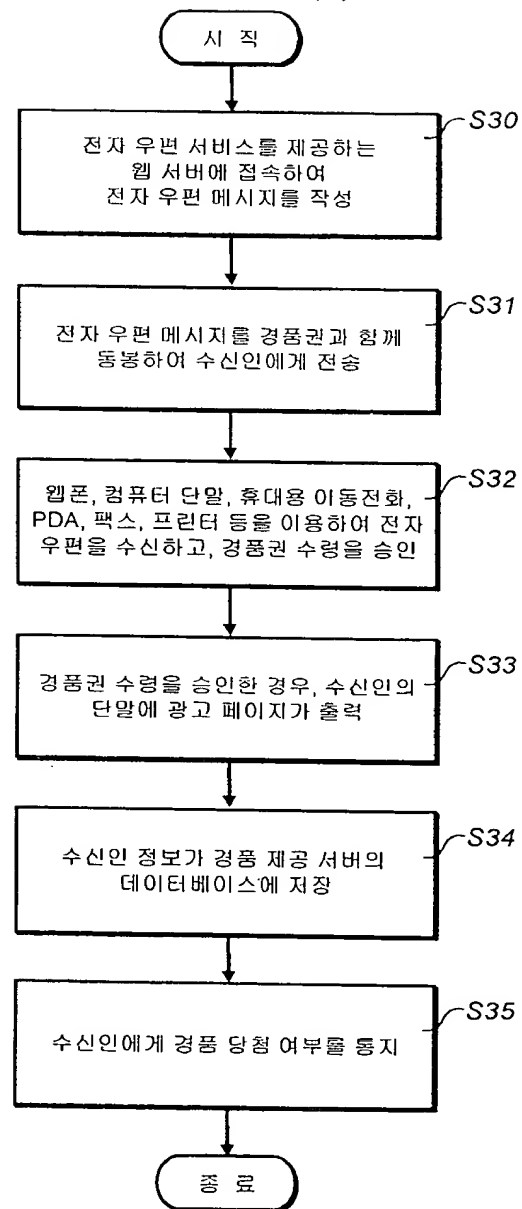 시 작
S30
전자 우편 서비스를 제공하는
웹 서버에 접속하여
전자 우편 메시지를 작성
S31
전자 우편 메시지를 경품권과 함께
동봉하여 수신인에게 전송
S32
웹폰, 컴퓨터 단말, 휴대용 이동전화,
PDA, 팩스, 프린터 등을 이용하여 전자
우편을 수신하고, 경품권 수령을 승인
S33
경품권 수령을 승인한 경우, 수신인의
단말에 광고 페이지가 출력
S34
수신인 정보가 경품 제공 서버의
데이터베이스에 저장
S35
수신인에게 경품 당첨 여부를 통지
종 료